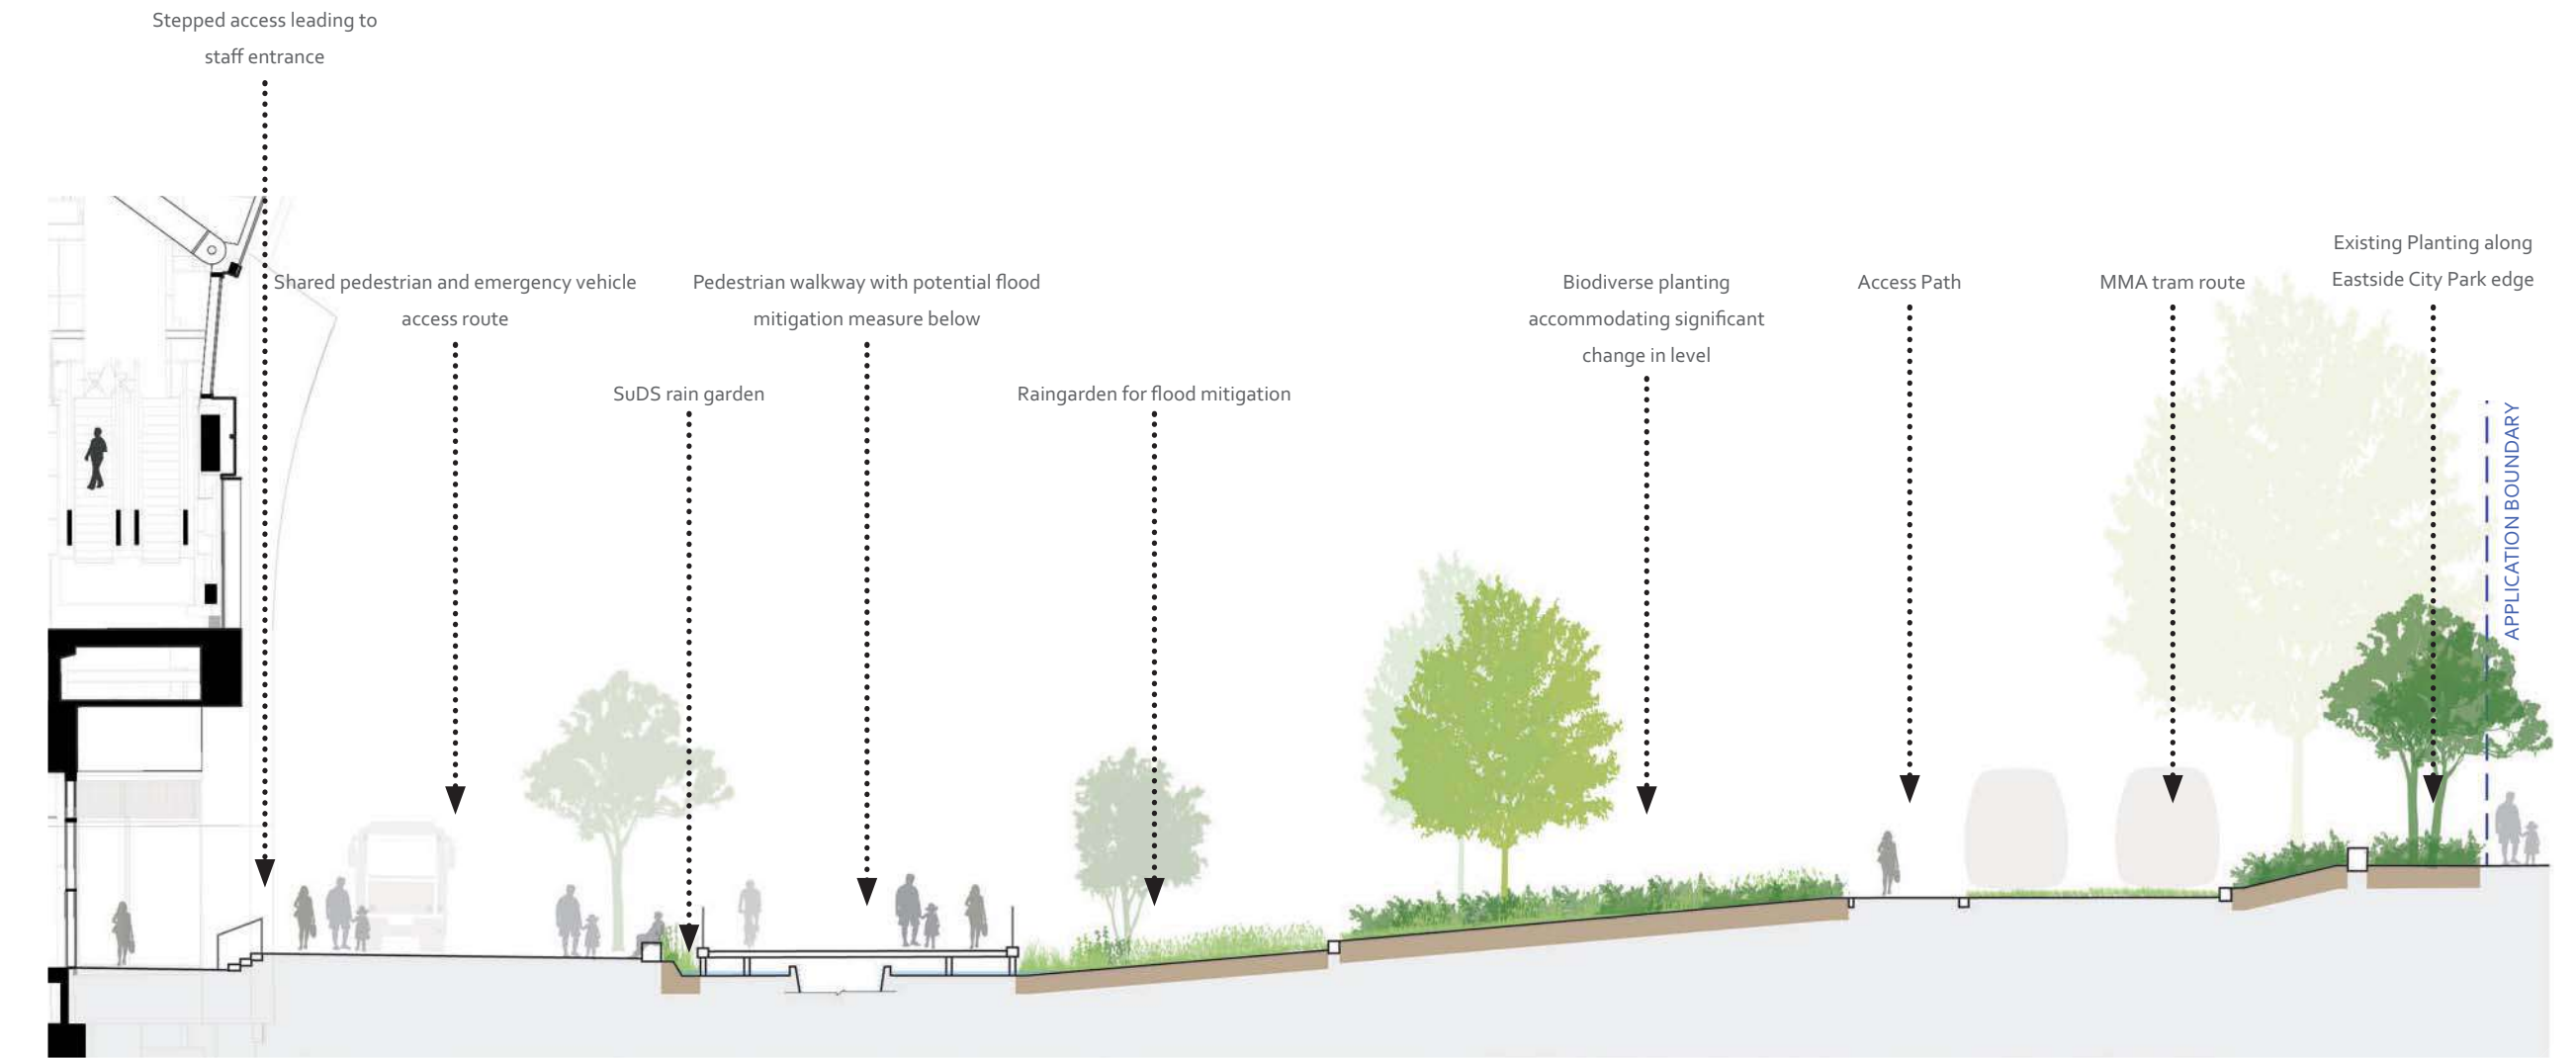 Stepped access leading to
staff entrance
Shared pedestrian and emergency vehicle
access route
SuDS rain garden
Pedestrian walkway with potential flood
mitigation measure below
Raingarden for flood mitigation
Biodiverse planting
accommodating significant
change in level
Access Path
MMA tram route
Existing Planting along
Eastside City Park edge
APPLICATION BOUNDARY